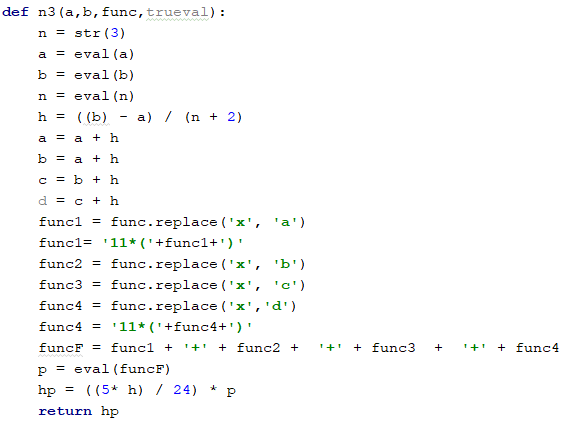 def n3(a,b,func,trueval):
    n = str(3)
    a = eval(a)
    b = eval(b)
    n = eval(n)
    h = ((b) - a) / (n + 2)
    a = a + h
    b = a + h
    c = b + h
    d = c + h
    func1 = func.replace('x', 'a')
    func1= '11*('+func1+')'
    func2 = func.replace('x', 'b')
    func3 = func.replace('x', 'c')
    func4 = func.replace('x','d')
    func4 = '11*('+func4+')'
    funcF = func1 + '+' + func2 +  '+' + func3  +  '+' + func4
    p = eval(funcF)
    hp = ((5* h) / 24) * p
    return hp